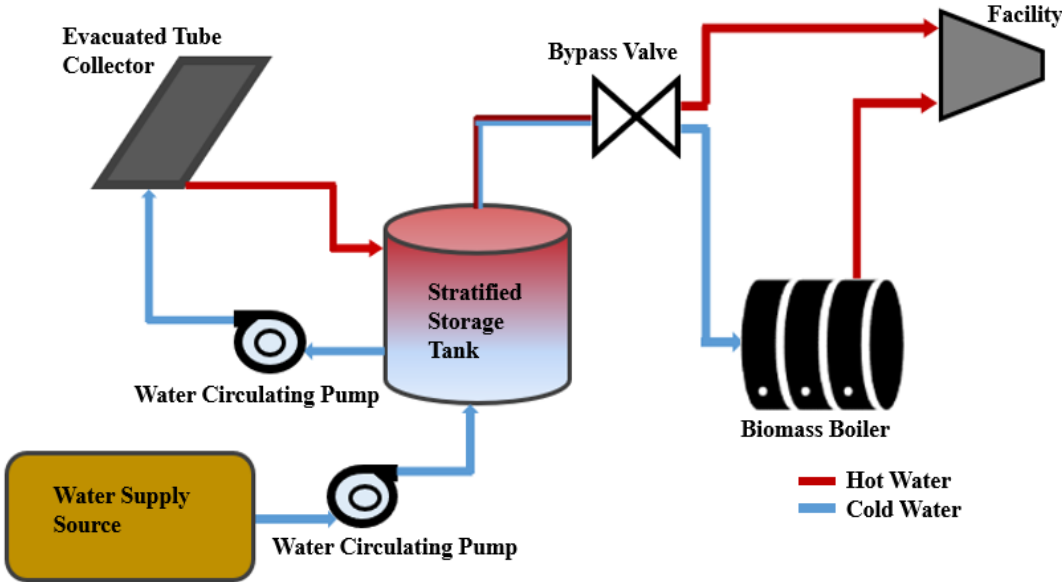 Facility
Evacuated Tube
Collector
Bypass Valve
Stratified
Storage
Tank
Water Circulating Pump
Biomass Boiler
Water Supply
Source
Water Circulating Pump
Hot Water
Cold Water